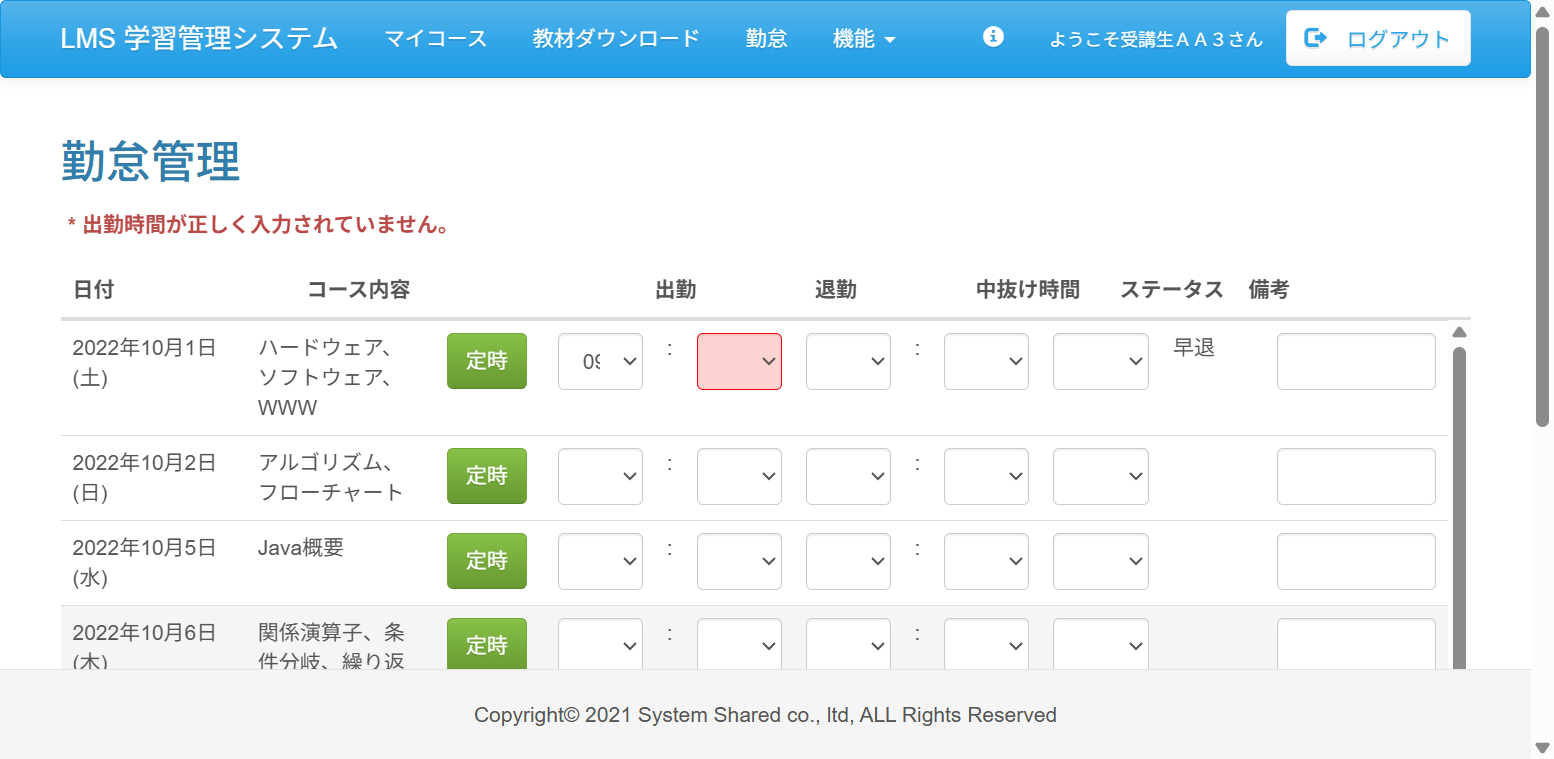 LMS 学習管理システム マイコース 教材ダウンロード 勤怠 機能 ようこそ受講生ＡＡ３さん ログアウト
勤怠管理
* 出勤時間が正しく入力されていません。
日付 コース内容 出勤 退勤 中抜け時間 ステータス 備考
2022年10月1日 ハードウェア、 定時 09 : : 早退
(土) ソフトウェア、
WWW
2022年10月2日 アルゴリズム、 定時 : :
(日) フローチャート
2022年10月5日 Java概要 定時 : :
(水)
2022年10月6日 関係演算子、条 定時 : :
(木) 件分岐、繰り返
Copyright© 2021 System Shared co., ltd, ALL Rights Reserved